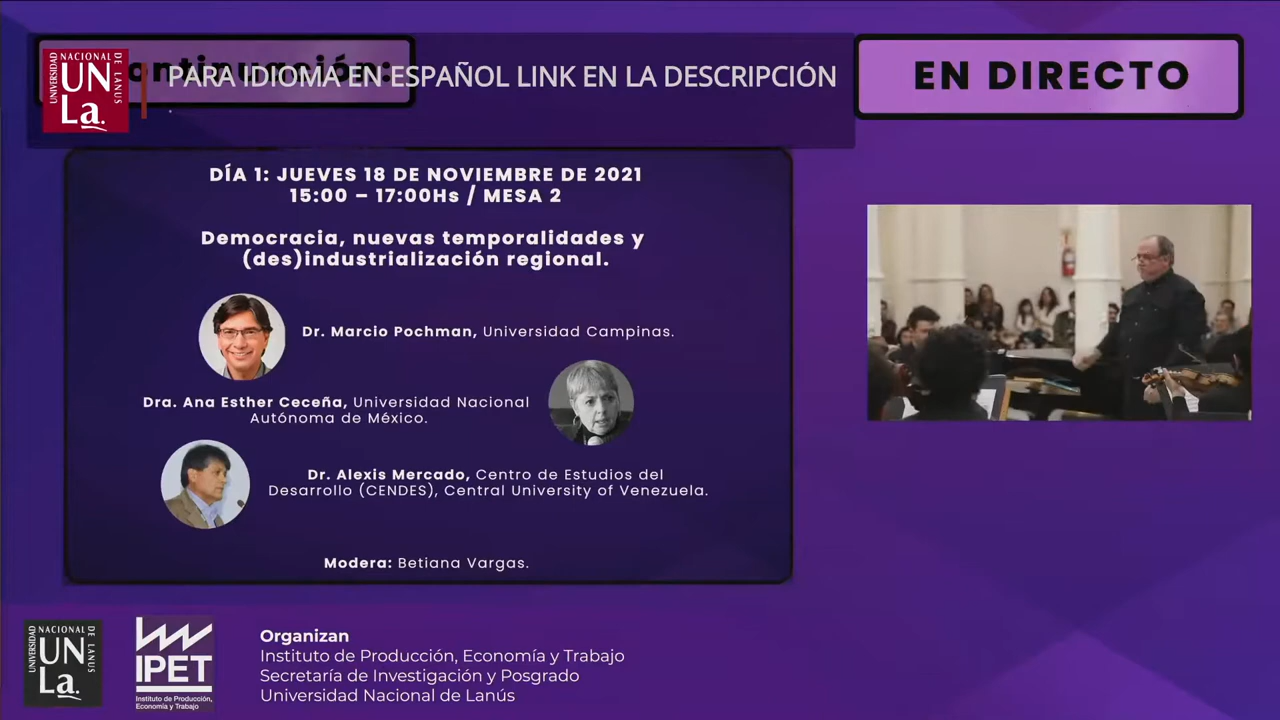 NACIONAL
UNIVERSIDAD
DE LANÚS
UN
La.
ontinuación:
PARA IDIOMA EN ESPAÑOL LINK EN LA DESCRIPCIÓN
EN DIRECTO
DÍA 1: JUEVES 18 DE NOVIEMBRE DE 2021
15:00 – 17:00Hs / MESA 2
Democracia, nuevas temporalidades y
(des)industrialización regional.
Dr. Marcio Pochman, Universidad Campinas.
Dra. Ana Esther Ceceña, Universidad Nacional
Autónoma de México.
Dr. Alexis Mercado, Centro de Estudios del
Desarrollo (CENDES), Central University of Venezuela.
Modera: Betiana Vargas.
NACIONAL
UNIVERSIDAD
DE LANUS
UN
La.
IPET
Instituto de Producción,
Economía y Trabajo
Organizan
Instituto de Producción, Economía y Trabajo
Secretaría de Investigación y Posgrado
Universidad Nacional de Lanús